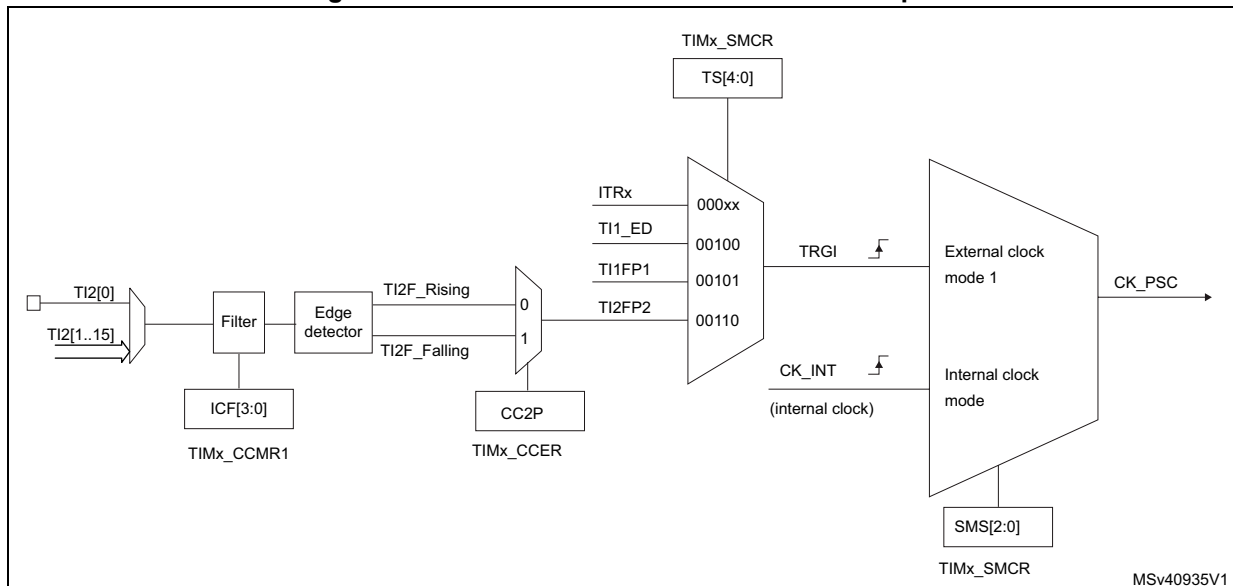 TIMx_SMCR
TS[4:0]
ITRx
000xx
TI1_ED
00100
TI1FP1
00101
TI2FP2
00110
TRGI
External clock
mode 1
CK_PSC
TI2[0]
TI2[1..15]
Filter
Edge
detector
TI2F_Rising
TI2F_Falling
0
1
CK_INT
(internal clock)
Internal clock
mode
ICF[3:0]
TIMx_CCMR1
CC2P
TIMx_CCER
SMS[2:0]
TIMx_SMCR
MSv40935V1